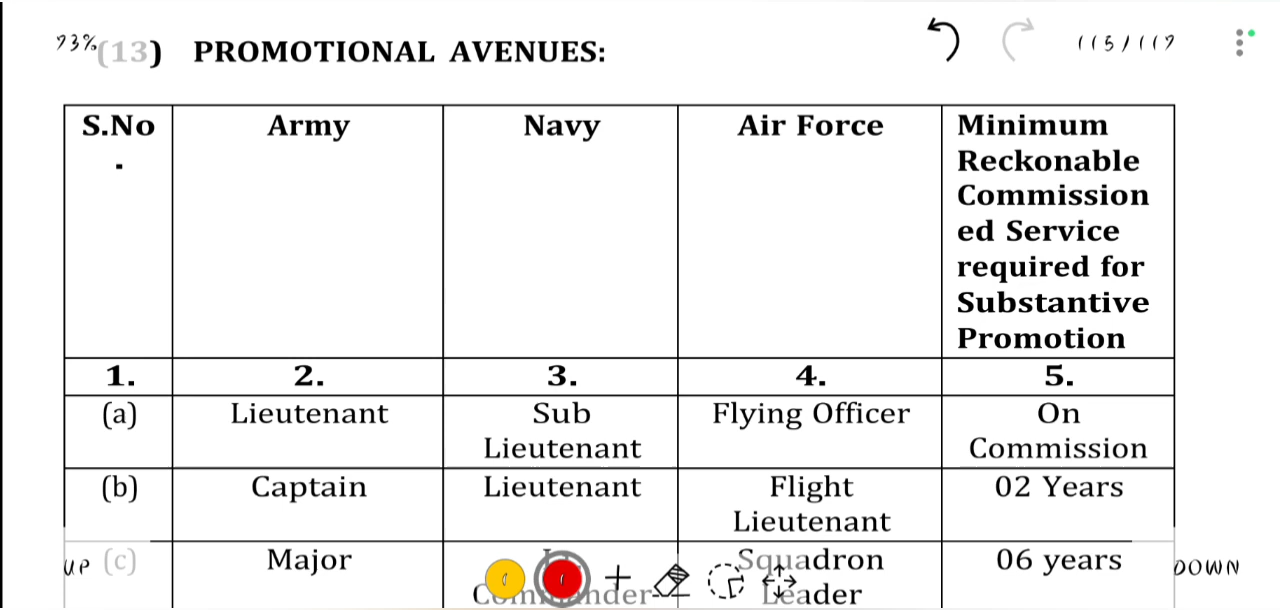 73%
(13) PROMOTIONAL AVENUES:
115/117
S.No
.
Army
Navy
Air Force
Minimum
Reckonable
Commission
ed Service
required for
Substantive
Promotion
1.
2.
3.
4.
5.
(a)
Lieutenant
Sub
Lieutenant
Flying Officer
On
Commission
(b)
Captain
Lieutenant
Flight
Lieutenant
02 Years
UP
(c)
Major
Squadron
Leader
06 years
DOWN